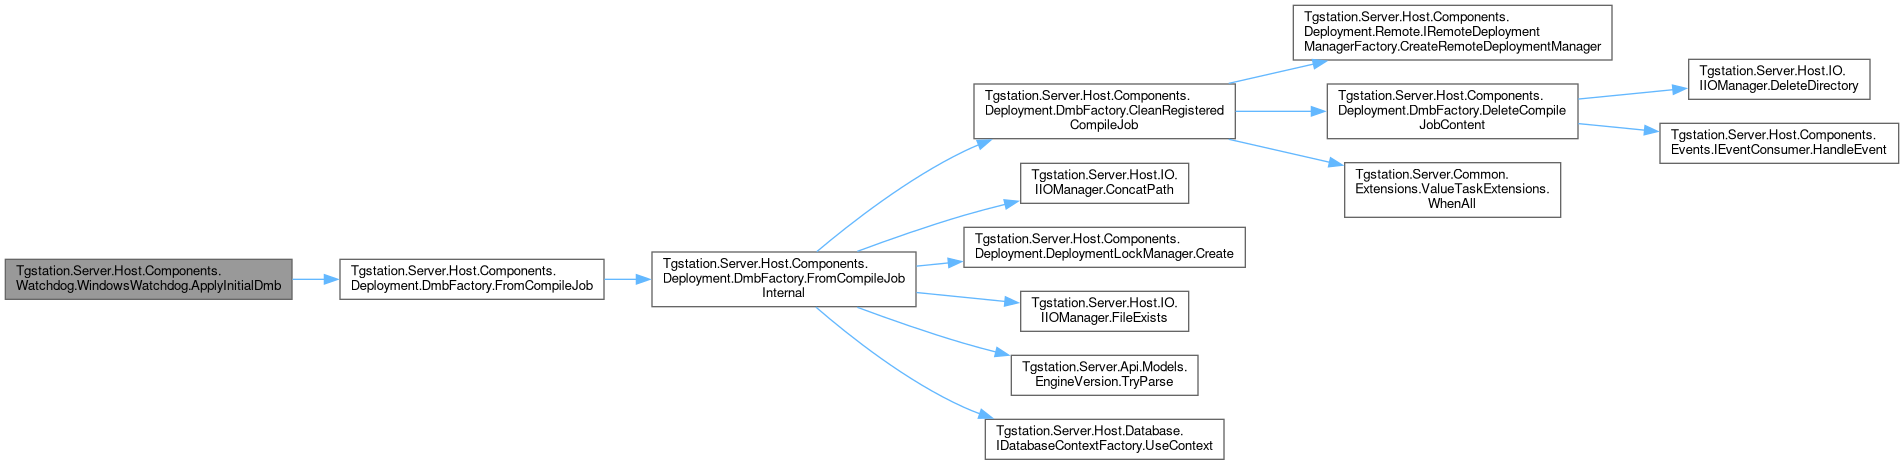 Tgstation.Server.Host.Components.
Watchdog.WindowsWatchdog.ApplyInitialDmb
Tgstation.Server.Host.Components.
Deployment.DmbFactory.FromCompileJob
Tgstation.Server.Host.Components.
Deployment.DmbFactory.FromCompileJob
Internal
Tgstation.Server.Host.Components.
Deployment.DmbFactory.CleanRegistered
CompileJob
Tgstation.Server.Host.Components.
Deployment.Remote.IRemoteDeployment
ManagerFactory.CreateRemoteDeploymentManager
Tgstation.Server.Host.Components.
Deployment.DmbFactory.DeleteCompile
JobContent
Tgstation.Server.Host.IO.
IIOManager.DeleteDirectory
Tgstation.Server.Host.Components.
Events.IEventConsumer.HandleEvent
Tgstation.Server.Common.
Extensions.ValueTaskExtensions.
WhenAll
Tgstation.Server.Host.IO.
IIOManager.ConcatPath
Tgstation.Server.Host.Components.
Deployment.DeploymentLockManager.Create
Tgstation.Server.Host.IO.
IIOManager.FileExists
Tgstation.Server.Api.Models.
EngineVersion.TryParse
Tgstation.Server.Host.Database.
IDatabaseContextFactory.UseContext